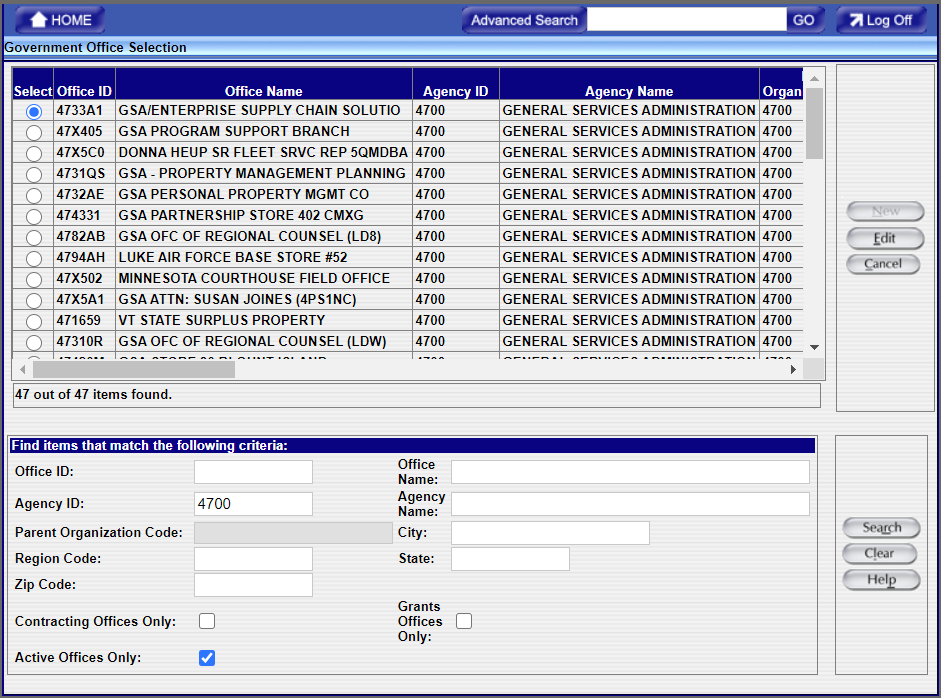 HOME Advanced Search GO Log Off
Government Office Selection
Select Office ID Office Name Agency ID Agency Name Organ
4733A1 GSA/ENTERPRISE SUPPLY CHAIN SOLUTIO 4700 GENERAL SERVICES ADMINISTRATION 4700
47X405 GSA PROGRAM SUPPORT BRANCH 4700 GENERAL SERVICES ADMINISTRATION 4700
47X5C0 DONNA HEUP SR FLEET SRVC REP 5QMDBA 4700 GENERAL SERVICES ADMINISTRATION 4700
4731QS GSA - PROPERTY MANAGEMENT PLANNING 4700 GENERAL SERVICES ADMINISTRATION 4700
4732AE GSA PERSONAL PROPERTY MGMT CO 4700 GENERAL SERVICES ADMINISTRATION 4700
474331 GSA PARTNERSHIP STORE 402 CMXG 4700 GENERAL SERVICES ADMINISTRATION 4700
4782AB GSA OFC OF REGIONAL COUNSEL (LD8) 4700 GENERAL SERVICES ADMINISTRATION 4700
4794AH LUKE AIR FORCE BASE STORE #52 4700 GENERAL SERVICES ADMINISTRATION 4700
47X502 MINNESOTA COURTHOUSE FIELD OFFICE 4700 GENERAL SERVICES ADMINISTRATION 4700
47X5A1 GSA ATTN: SUSAN JOINES (4PS1NC) 4700 GENERAL SERVICES ADMINISTRATION 4700
471659 VT STATE SURPLUS PROPERTY 4700 GENERAL SERVICES ADMINISTRATION 4700
47310R GSA OFC OF REGIONAL COUNSEL (LDW) 4700 GENERAL SERVICES ADMINISTRATION 4700
New
Edit
Cancel
47 out of 47 items found.
Find items that match the following criteria:
Office ID: Office Name:
Agency ID: 4700 Agency Name:
Parent Organization Code: City:
Region Code: State:
Zip Code:
Contracting Offices Only: Grants Offices Only:
Active Offices Only:
Search
Clear
Help